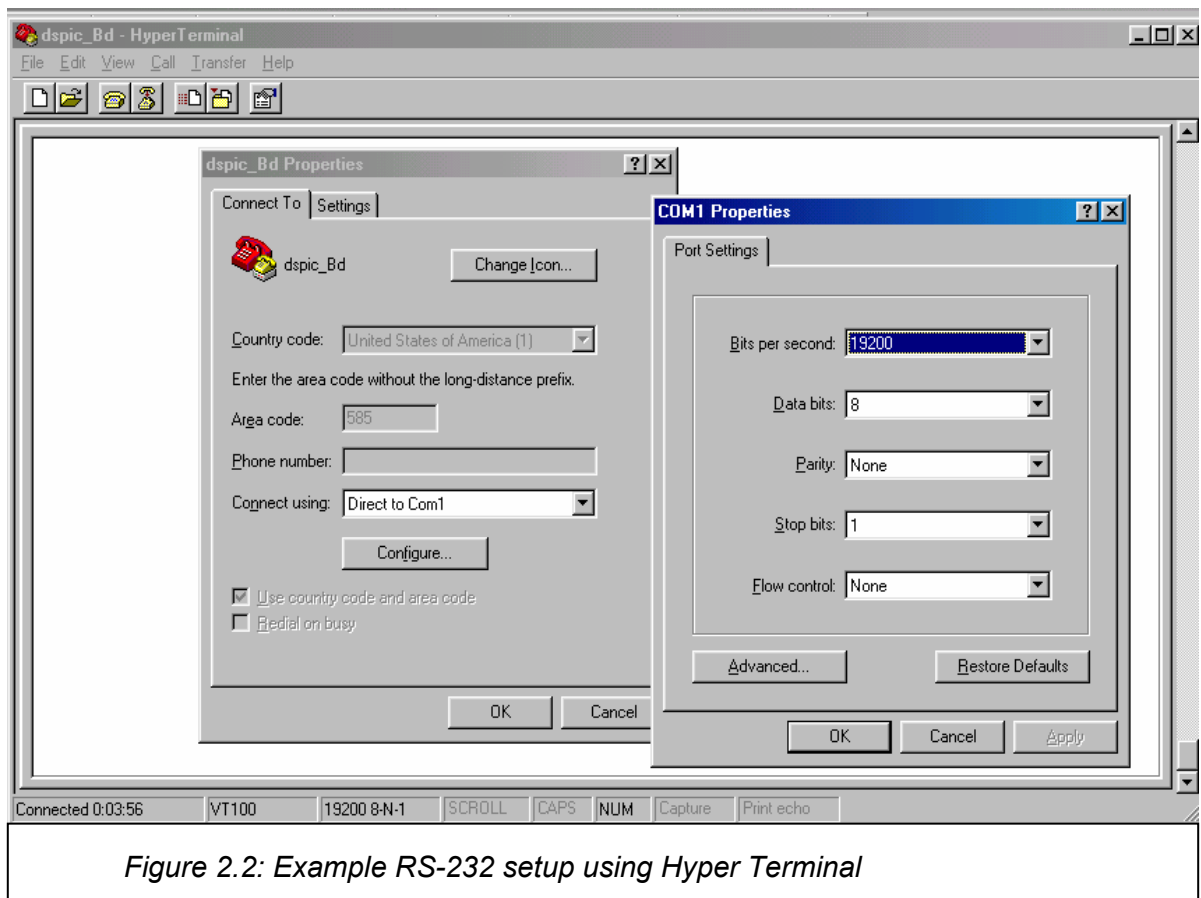 dspic_Bd - HyperTerminal
File Edit View Call Transfer Help
dspic_Bd Properties
Connect To Settings
dspic_Bd
Change Icon...
Country code: United States of America (1)
Enter the area code without the long-distance prefix.
Area code: 585
Phone number:
Connect using: Direct to Com1
Configure...
Use country code and area code
Redial on busy
OK Cancel
COM1 Properties
Port Settings
Bits per second: 19200
Data bits: 8
Parity: None
Stop bits: 1
Flow control: None
Advanced... Restore Defaults
OK Cancel Apply
Connected 0:03:56 VT100 19200 8-N-1 SCROLL CAPS NUM Capture Print echo
Figure 2.2: Example RS-232 setup using Hyper Terminal